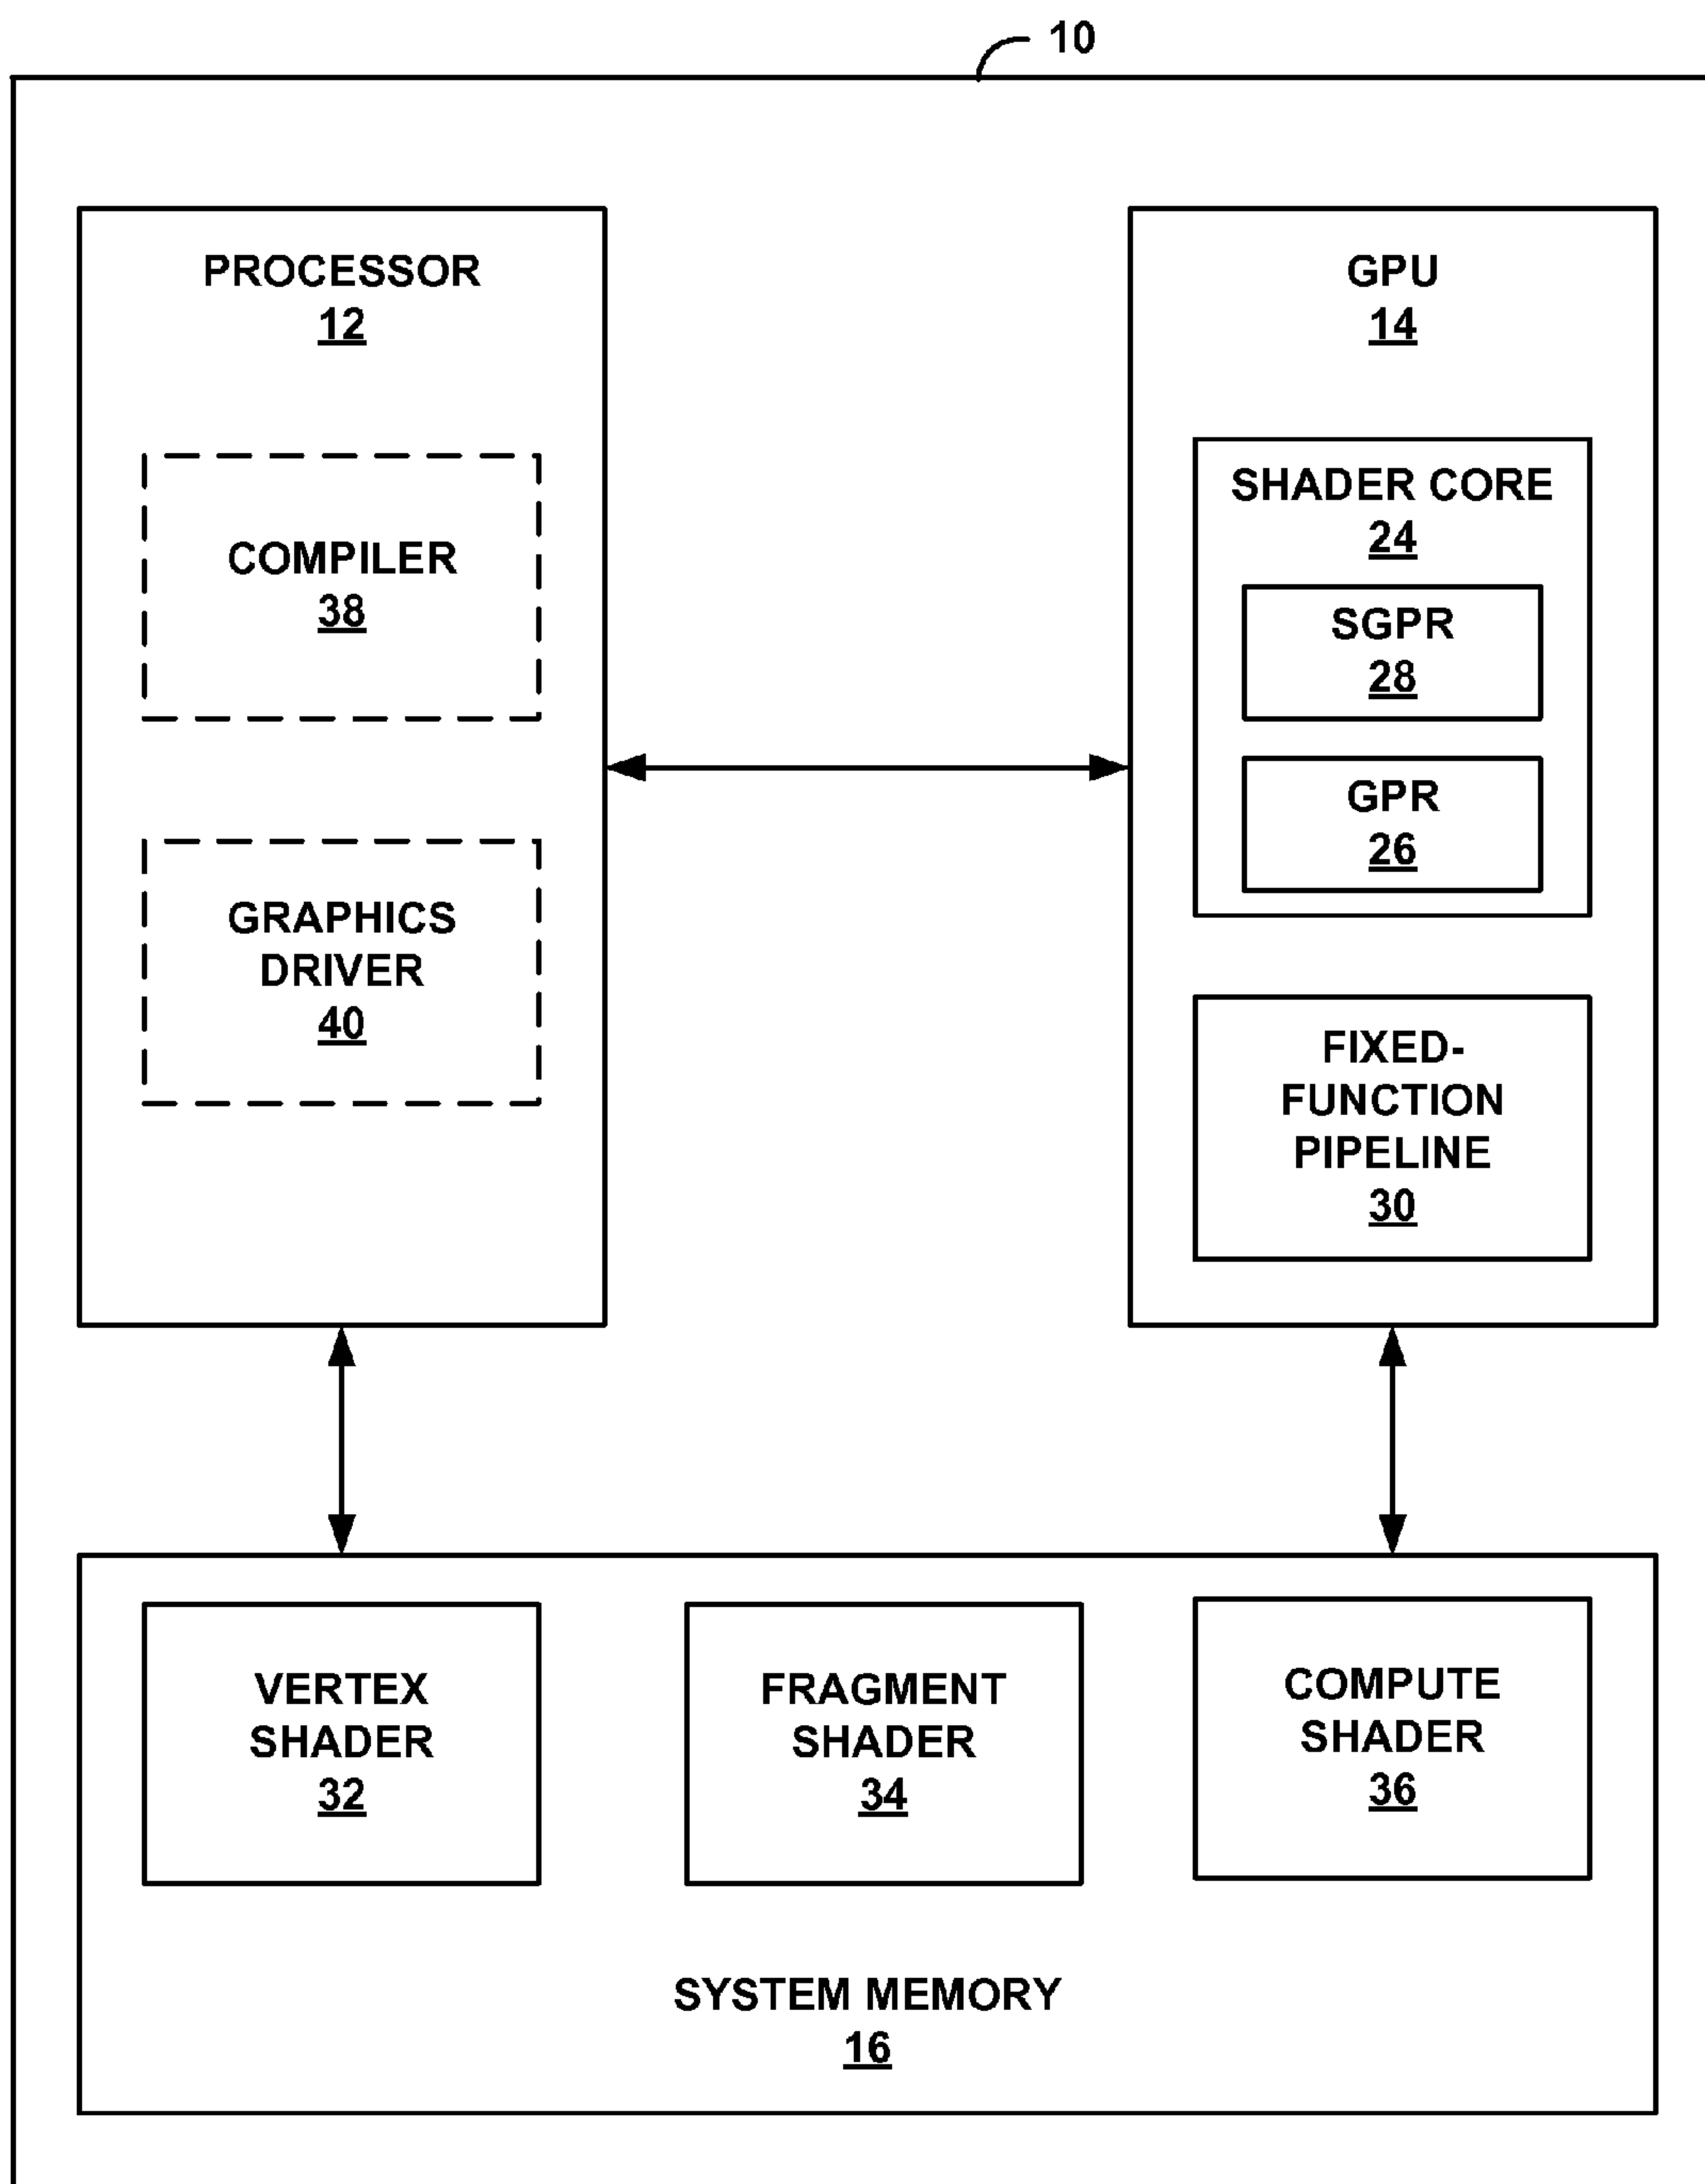 10
PROCESSOR
12
COMPILER
38
GRAPHICS
DRIVER
40
GPU
14
SHADER CORE
24
SGPR
28
GPR
26
FIXED-
FUNCTION
PIPELINE
30
VERTEX
SHADER
32
FRAGMENT
SHADER
34
COMPUTE
SHADER
36
SYSTEM MEMORY
16